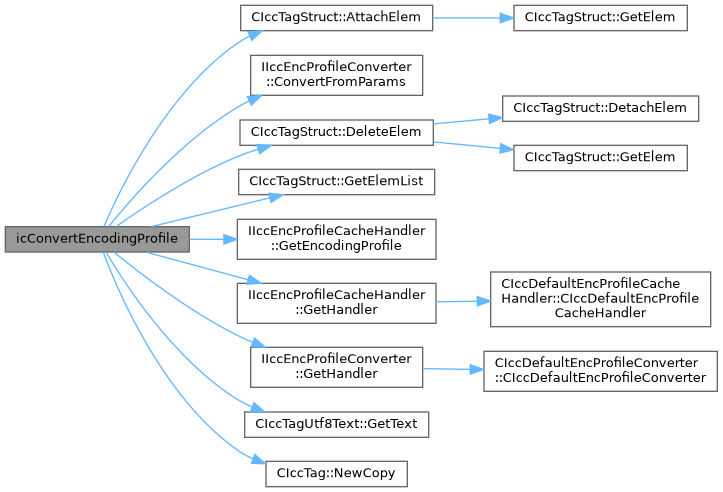 icConvertEncodingProfile
CIccTagStruct::AttachElem
CIccTagStruct::GetElem
IIccEncProfileConverter
::ConvertFromParams
CIccTagStruct::DeleteElem
CIccTagStruct::DetachElem
CIccTagStruct::GetElem
CIccTagStruct::GetElemList
IIccEncProfileCacheHandler
::GetEncodingProfile
IIccEncProfileCacheHandler
::GetHandler
CIccDefaultEncProfileCache
Handler::CIccDefaultEncProfile
CacheHandler
IIccEncProfileConverter
::GetHandler
CIccDefaultEncProfileConverter
::CIccDefaultEncProfileConverter
CIccTagUtf8Text::GetText
CIccTag::NewCopy